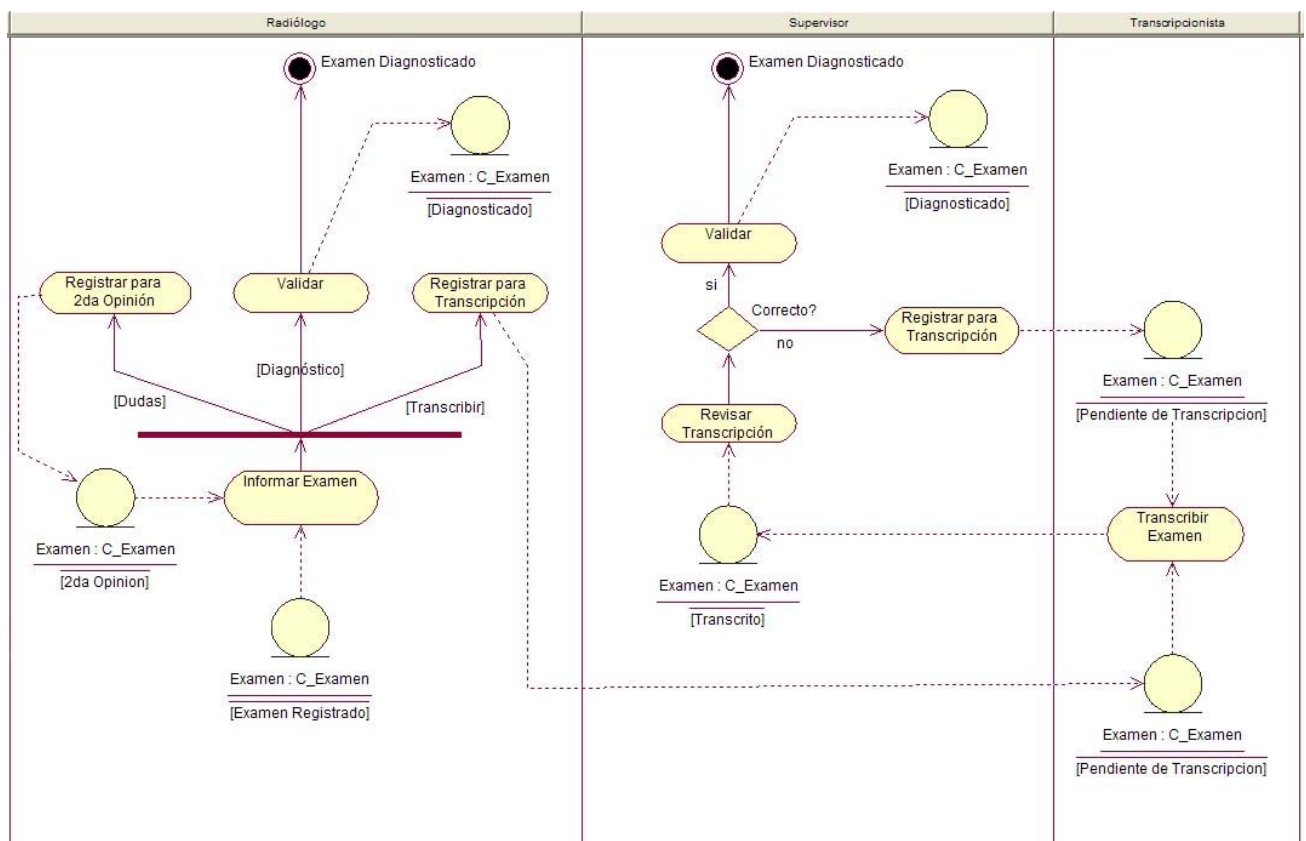 Radiólogo
Supervisor
Transcripcionista
Examen Diagnosticado
Examen : C_Examen
[Diagnosticado]
Registrar para
2da Opinión
Validar
Registrar para
Transcripción
[Dudas]
[Diagnóstico]
[Transcribir]
Informar Examen
Examen : C_Examen
[2da Opinion]
Examen : C_Examen
[Examen Registrado]
Examen Diagnosticado
Examen : C_Examen
[Diagnosticado]
Validar
si
Correcto?
no
Registrar para
Transcripción
Revisar
Transcripción
Examen : C_Examen
[Transcrito]
Examen : C_Examen
[Pendiente de Transcripcion]
Transcribir
Examen
Examen : C_Examen
[Pendiente de Transcripcion]